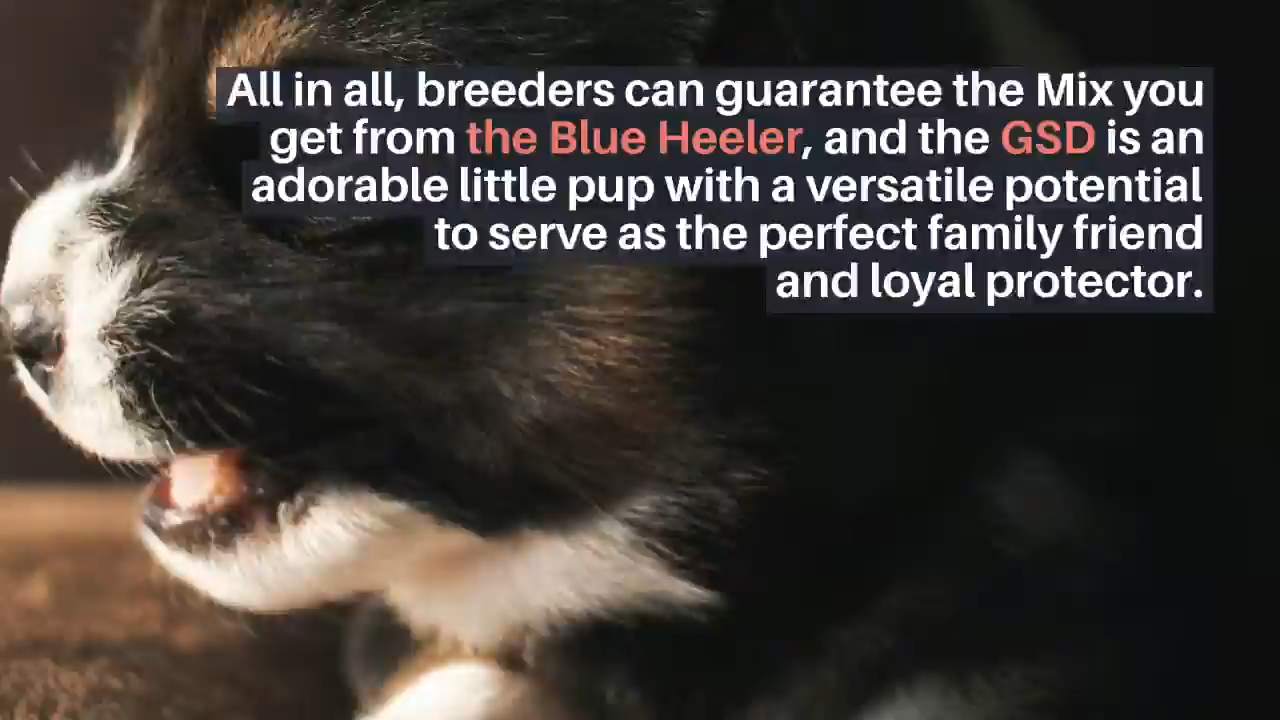 All in all, breeders can guarantee the Mix you
get from the Blue Heeler, and the GSD is an
adorable little pup with a versatile potential
to serve as the perfect family friend
and loyal protector.